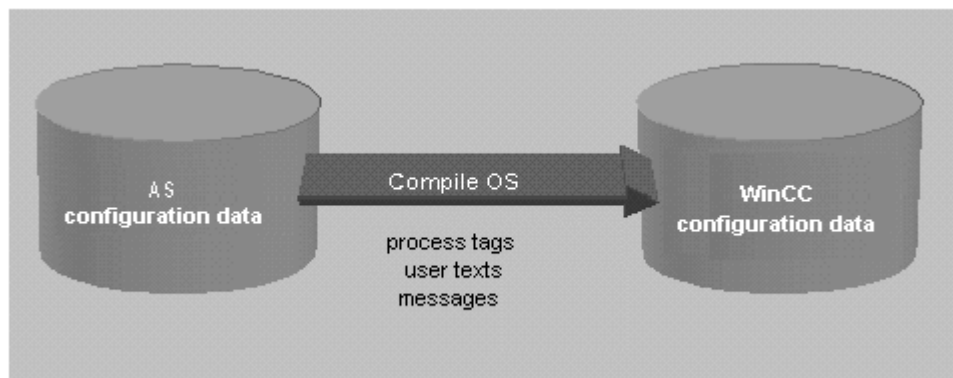 AS
configuration data
Compile OS
process tags
user texts
messages
WinCC
configuration data